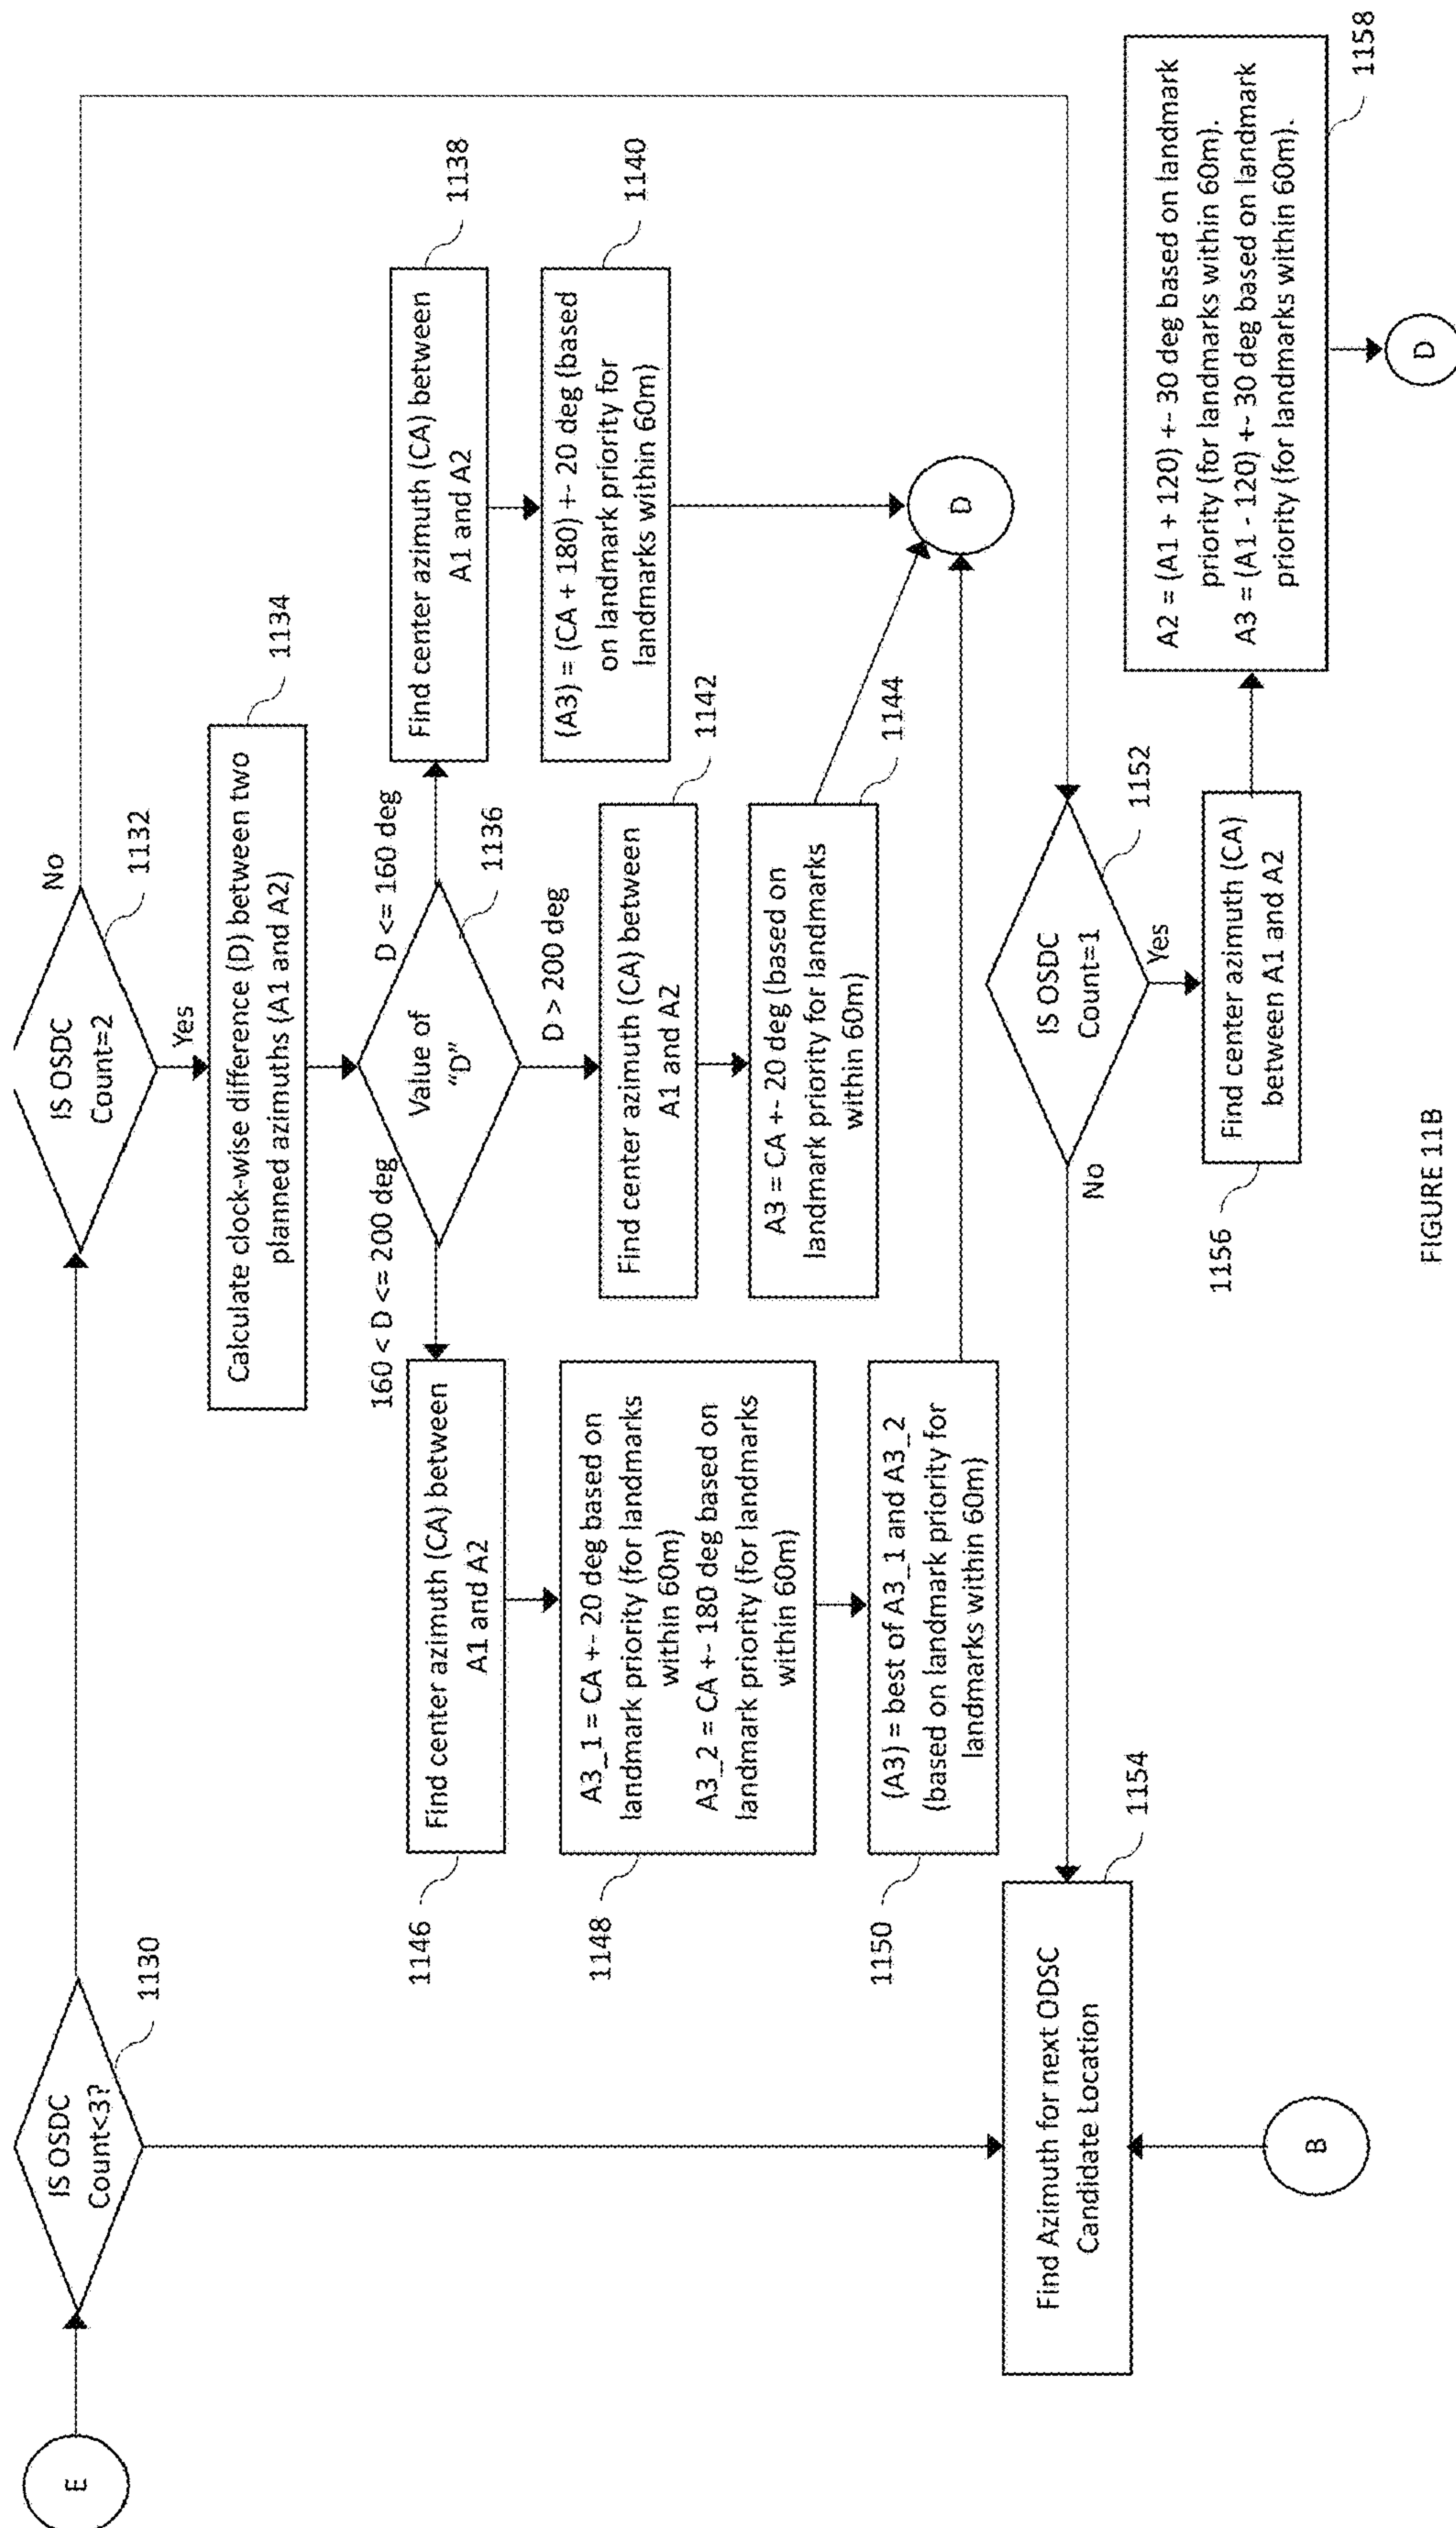 E
IS OSDC
Count<3?
1130
IS OSDC
Count=2
No
1132
Yes
Calculate clock-wise difference (D) between two
planned azimuths (A1 and A2)
1134
Value of
“D”
1136
D <= 160 deg
Find center azimuth (CA) between
A1 and A2
1138
(A3) = (CA + 180) +- 20 deg (based
on landmark priority for
landmarks within 60m)
1140
D > 200 deg
Find center azimuth (CA) between
A1 and A2
1142
A3 = CA +- 20 deg (based on
landmark priority for landmarks
within 60m)
1144
160 < D <= 200 deg
Find center azimuth (CA) between
A1 and A2
1146
A3_1 = CA +- 20 deg based on
landmark priority (for landmarks
within 60m)
A3_2 = CA +- 180 deg based on
landmark priority (for landmarks
within 60m)
1148
(A3) = best of A3_1 and A3_2
(based on landmark priority for
landmarks within 60m)
1150
D
IS OSDC
Count=1
1152
No
Yes
Find Azimuth for next ODSC
Candidate Location
1154
B
Find center azimuth (CA)
between A1 and A2
1156
A2 = (A1 + 120) +- 30 deg based on landmark
priority (for landmarks within 60m).
A3 = (A1 - 120) +- 30 deg based on landmark
priority (for landmarks within 60m).
1158
D
FIGURE 11B